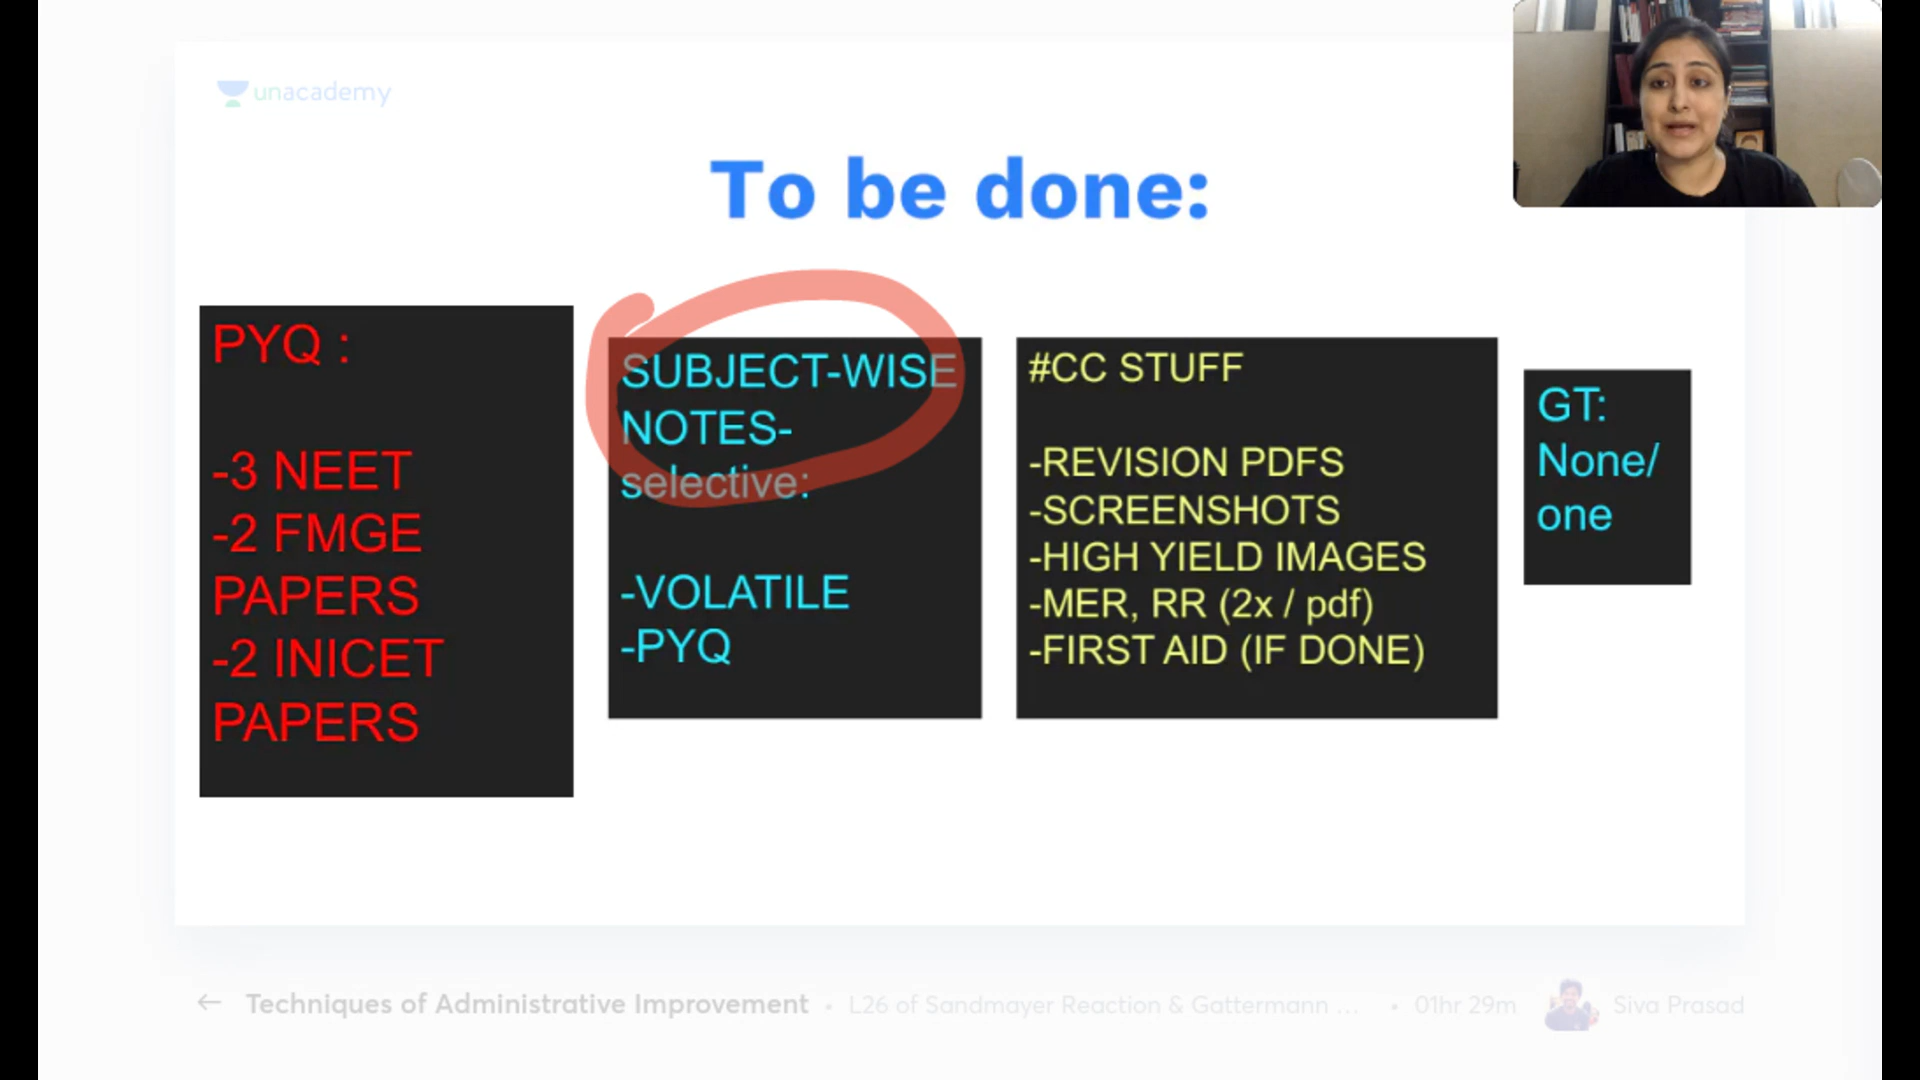 unacademy
To be done:
PYQ :
-3 NEET
-2 FMGE
PAPERS
-2 INICET
PAPERS
SUBJECT-WISE
NOTES-
selective:
-VOLATILE
-PYQ
#CC STUFF
-REVISION PDFS
-SCREENSHOTS
-HIGH YIELD IMAGES
-MER, RR (2x / pdf)
-FIRST AID (IF DONE)
GT:
None/
one
← Techniques of Administrative Improvement • L26 of Sandmayer Reaction & Gattermann ... • 01hr 29m Siva Prasad